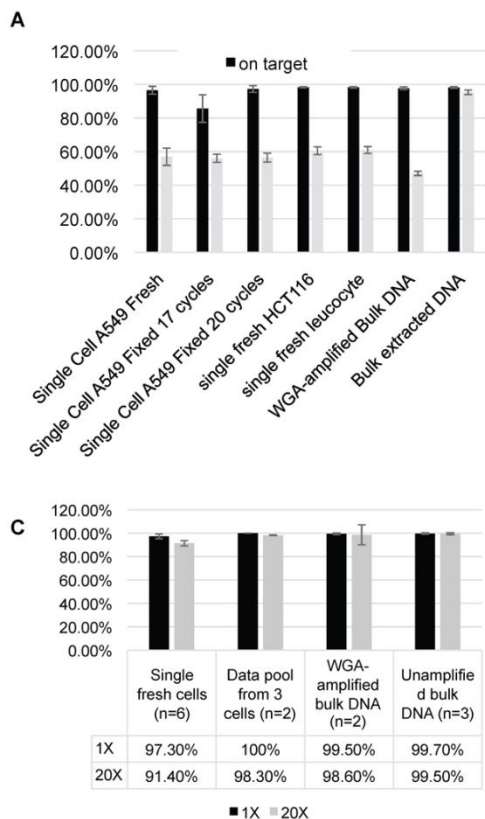 A
120.00%
on target
100.00%
80.00%
60.00%
40.00%
20.00%
0.00%
Single Cell A549 Fresh
Single Cell A549 Fixed 17 cycles
Single Cell A549 Fixed 20 cycles
single fresh HCT116
single fresh leucocyte
WGA-amplified Bulk DNA
Bulk extracted DNA
C
120.00%
100.00%
80.00%
60.00%
40.00%
20.00%
0.00%
Single
fresh cells
(n=6)
Data pool
from 3
cells (n=2)
WGA-
amplified
bulk DNA
(n=2)
Unamplifie
d bulk
DNA (n=3)
1X 97.30% 100% 99.50% 99.70%
20X 91.40% 98.30% 98.60% 99.50%
1X 20X